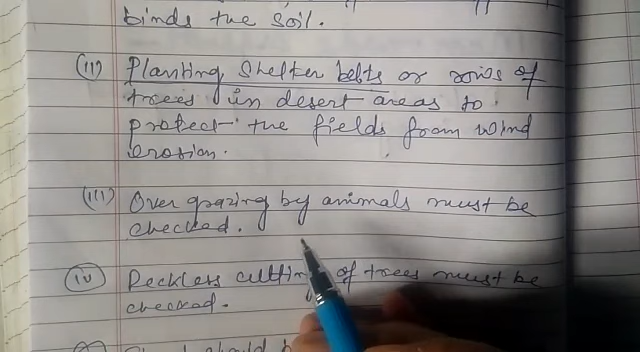 binds the soil.
(ii) Planting Shelter belts or rows of
trees in desert areas to
protect the fields from wind
erosion.
(iii) Over grazing by animals must be
checked.
(iv) Reckless cutting of trees must be
checked.